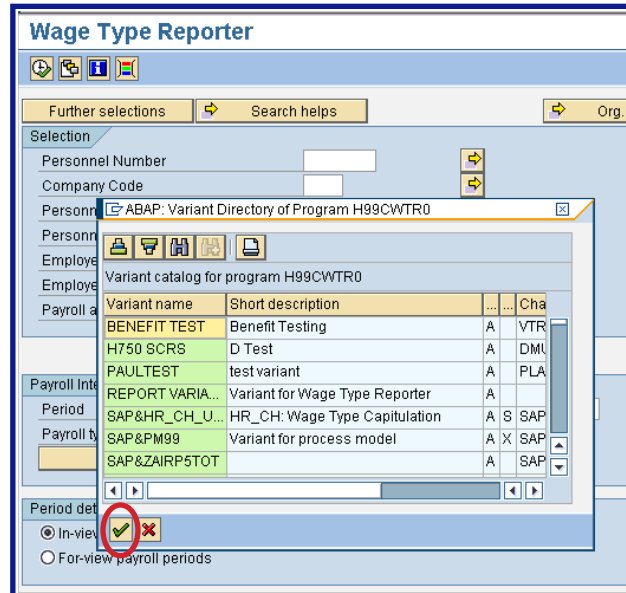 Wage Type Reporter
Further selections Search helps Org.
Selection
Personnel Number
Company Code
Personn
Personn
Employe
Employe
Payroll a
ABAP: Variant Directory of Program H99CWTR0
Variant catalog for program H99CWTR0
Variant name Short description ... ... Cha
BENEFIT TEST Benefit Testing A VTR
H750 SCRS D Test A DMU
PAULTEST test variant A PLA
REPORT VARIA... Variant for Wage Type Reporter A
SAP&HR_CH_U... HR_CH: Wage Type Capitulation A S SAP
SAP&PM99 Variant for process model A X SAP
SAP&ZAIRP5TOT A SAP
Payroll Inte
Period
Payroll ty
Period det
In-view
For-view payroll periods